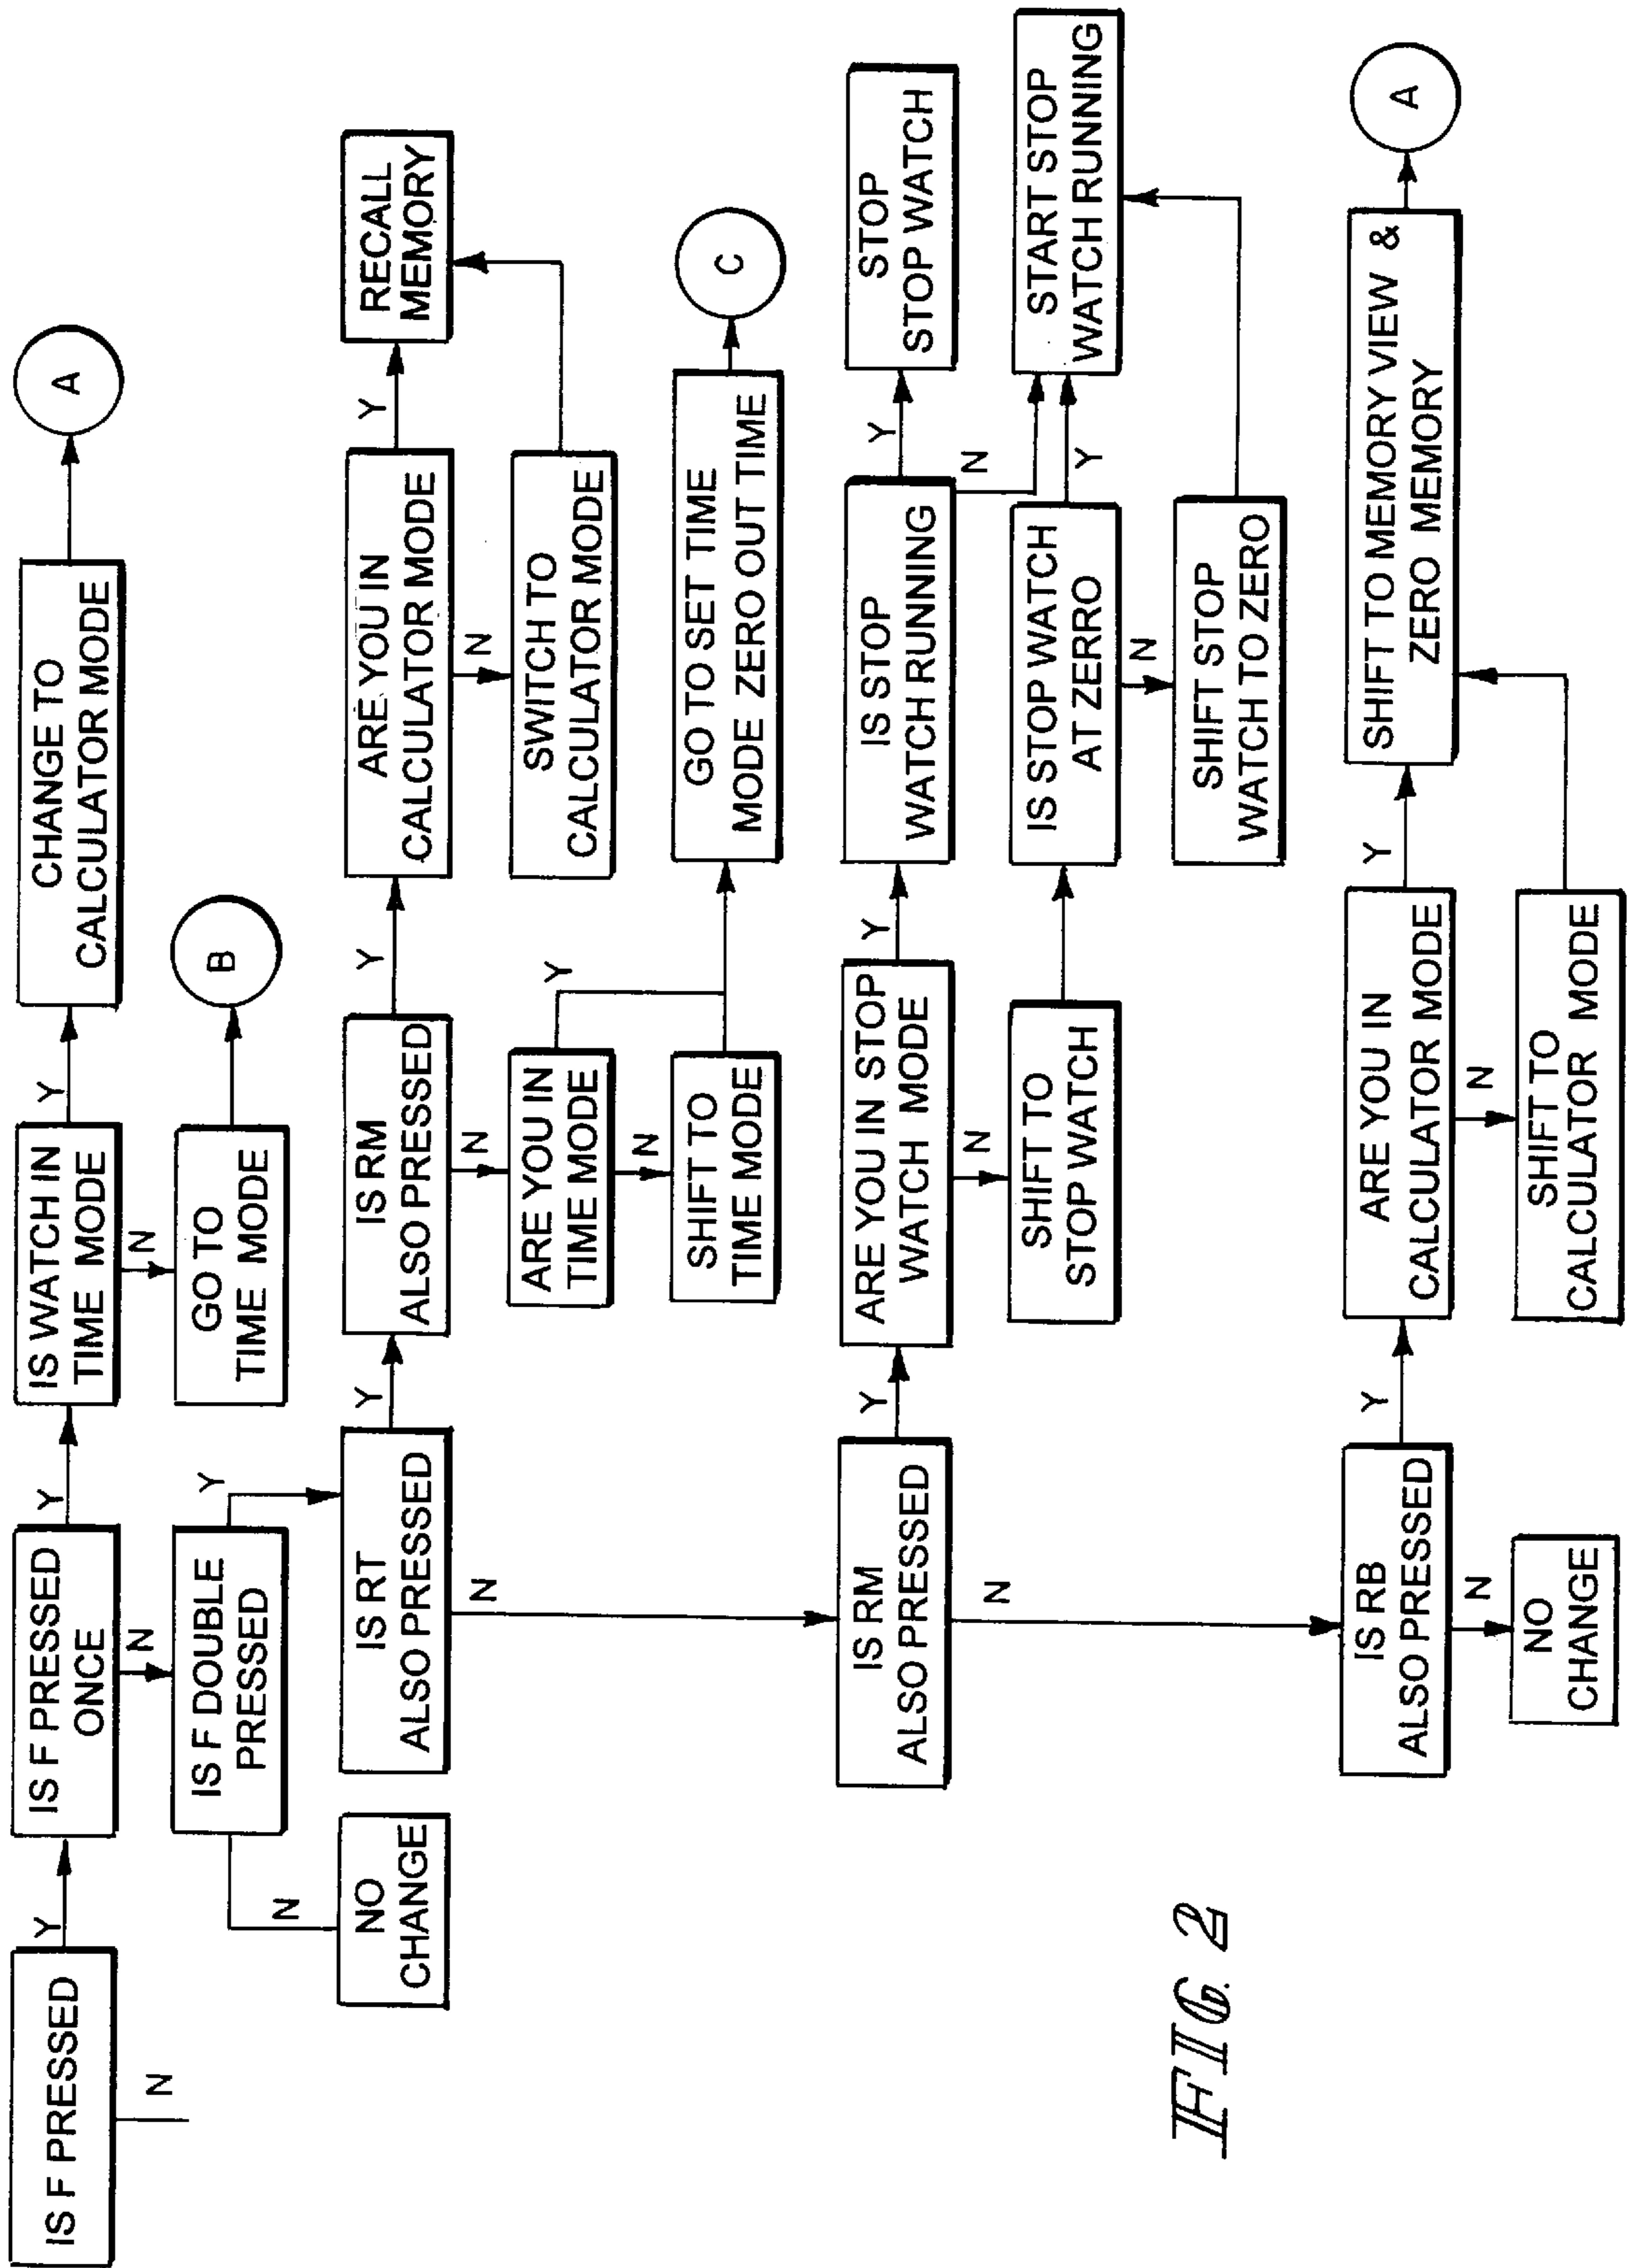 IS F PRESSED
Y
N
IS F PRESSED
ONCE
Y
N
IS WATCH IN
TIME MODE
Y
N
CHANGE TO
CALCULATOR MODE
A
IS F DOUBLE
PRESSED
Y
N
GO TO
TIME MODE
B
NO
CHANGE
IS RT
ALSO PRESSED
Y
N
IS RM
ALSO PRESSED
Y
N
ARE YOU IN
CALCULATOR MODE
Y
N
RECALL
MEMORY
ARE YOU IN
TIME MODE
Y
N
SWITCH TO
CALCULATOR MODE
SHIFT TO
TIME MODE
GO TO SET TIME
MODE ZERO OUT TIME
C
IS RM
ALSO PRESSED
Y
N
ARE YOU IN STOP
WATCH MODE
Y
N
IS STOP
WATCH RUNNING
Y
N
STOP
STOP WATCH
SHIFT TO
STOP WATCH
IS STOP WATCH
AT ZERRO
Y
N
START STOP
WATCH RUNNING
SHIFT STOP
WATCH TO ZERO
IS RB
ALSO PRESSED
Y
N
ARE YOU IN
CALCULATOR MODE
Y
N
SHIFT TO MEMORY VIEW &
ZERO MEMORY
A
NO
CHANGE
SHIFT TO
CALCULATOR MODE
FIG. 2